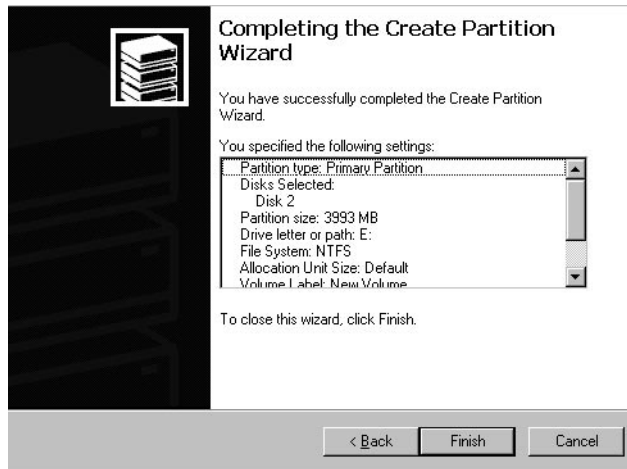 Completing the Create Partition
Wizard
You have successfully completed the Create Partition
Wizard.
You specified the following settings:
Partition type: Primary Partition
Disks Selected:
Disk 2
Partition size: 3993 MB
Drive letter or path: E:
File System: NTFS
Allocation Unit Size: Default
Volume Label: New Volume
To close this wizard, click Finish.
< Back
Finish
Cancel